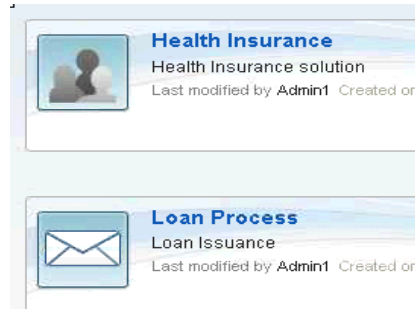 Health Insurance
Health Insurance solution
Last modified by Admin1 Created on
Loan Process
Loan Issuance
Last modified by Admin1 Created on